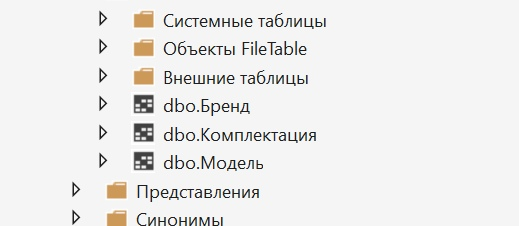 Системные таблицы
Объекты FileTable
Внешние таблицы
dbo.Бренд
dbo.Комплектация
dbo.Модель
Представления
Синонимы